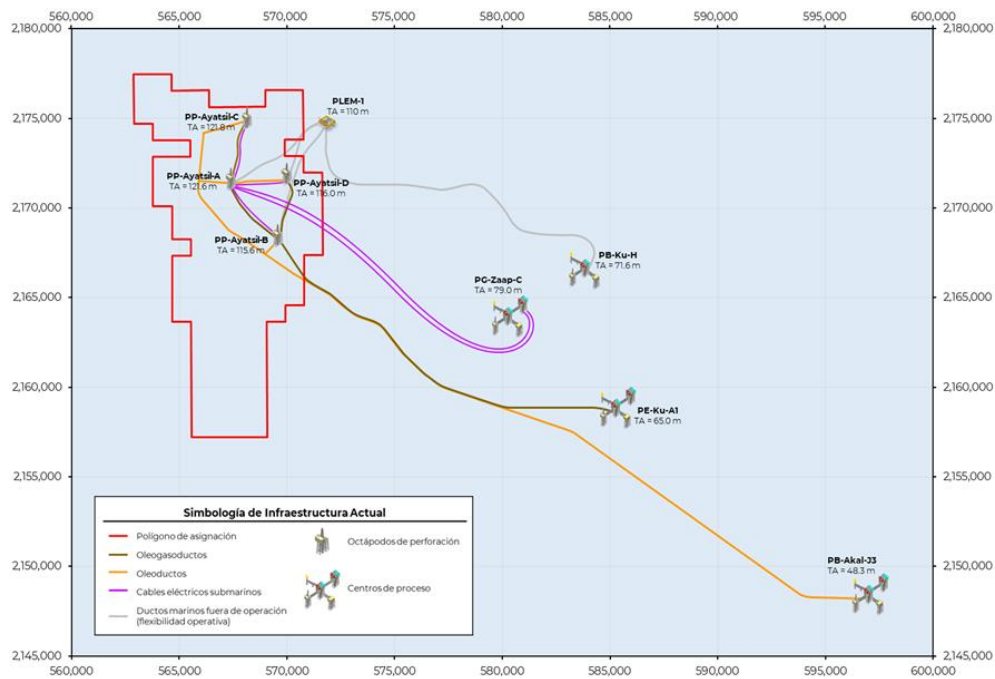 560,000 565,000 570,000 575,000 580,000 585,000 590,000 595,000 600,000
2,180,000 2,180,000
PLEM-1
TA = 110 m
PP-Ayatsil-C
TA = 121.8 m
2,175,000 2,175,000
PP-Ayatsil-A
TA = 121.6 m
PP-Ayatsil-D
TA = 116.0 m
2,170,000 2,170,000
PP-Ayatsil-B
TA = 115.6 m
PB-Ku-H
TA = 71.6 m
PG-Zaap-C
TA = 79.0 m
2,165,000 2,165,000
2,160,000 2,160,000
PE-Ku-A1
TA = 65.0 m
2,155,000 2,155,000
Simbología de Infraestructura Actual
Polígono de asignación
Oleogasoductos
Oleoductos
Cables eléctricos submarinos
Ductos marinos fuera de operación
(flexibilidad operativa)
Octápodos de perforación
Centros de proceso
PB-Akal-J3
TA = 48.3 m
2,150,000 2,150,000
2,145,000 2,145,000
560,000 565,000 570,000 575,000 580,000 585,000 590,000 595,000 600,000